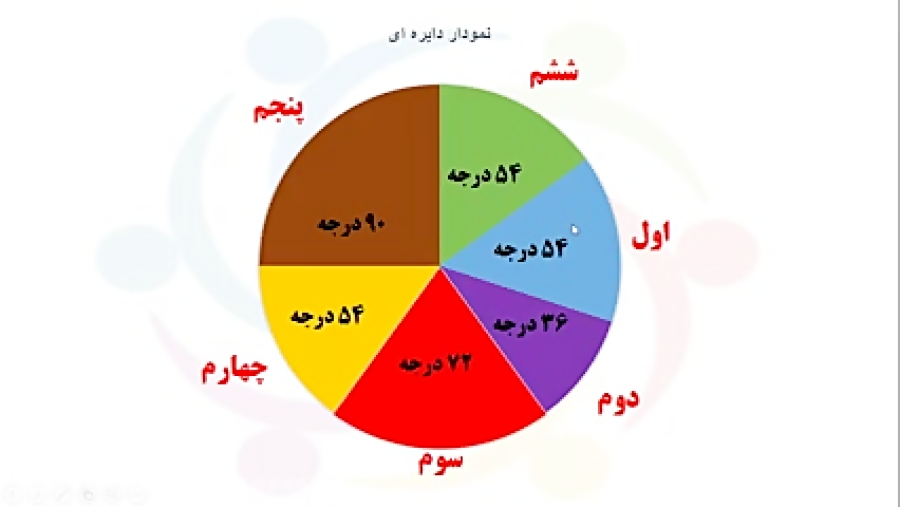 نمودار دایره ای
ششم
پنجم
۵۴ درجه
۹۰ درجه
اول
۵۴ درجه
۵۴ درجه
۳۶ درجه
چهارم
۷۲ درجه
دوم
سوم